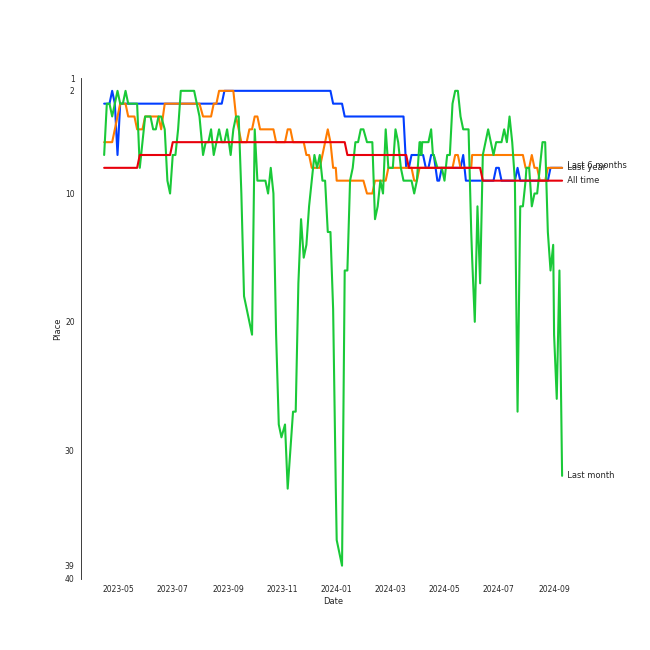 1
2
10
20
30
39
40
Place
2023-05
2023-07
2023-09
2023-11
2024-01
2024-03
2024-05
2024-07
2024-09
Date
Last 6 months
Last year
All time
Last month